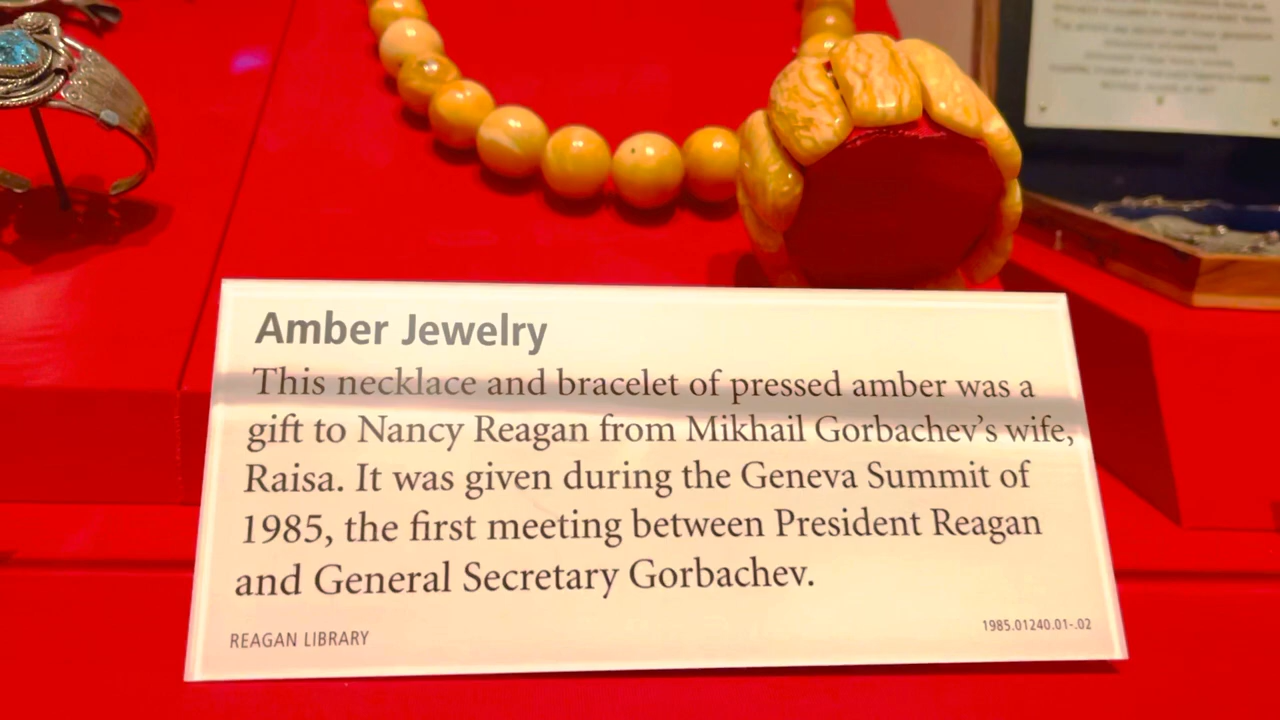 Amber Jewelry
This necklace and bracelet of pressed amber was a
gift to Nancy Reagan from Mikhail Gorbachev's wife,
Raisa. It was given during the Geneva Summit of
1985, the first meeting between President Reagan
and General Secretary Gorbachev.
REAGAN LIBRARY
1985.01240.01-.02